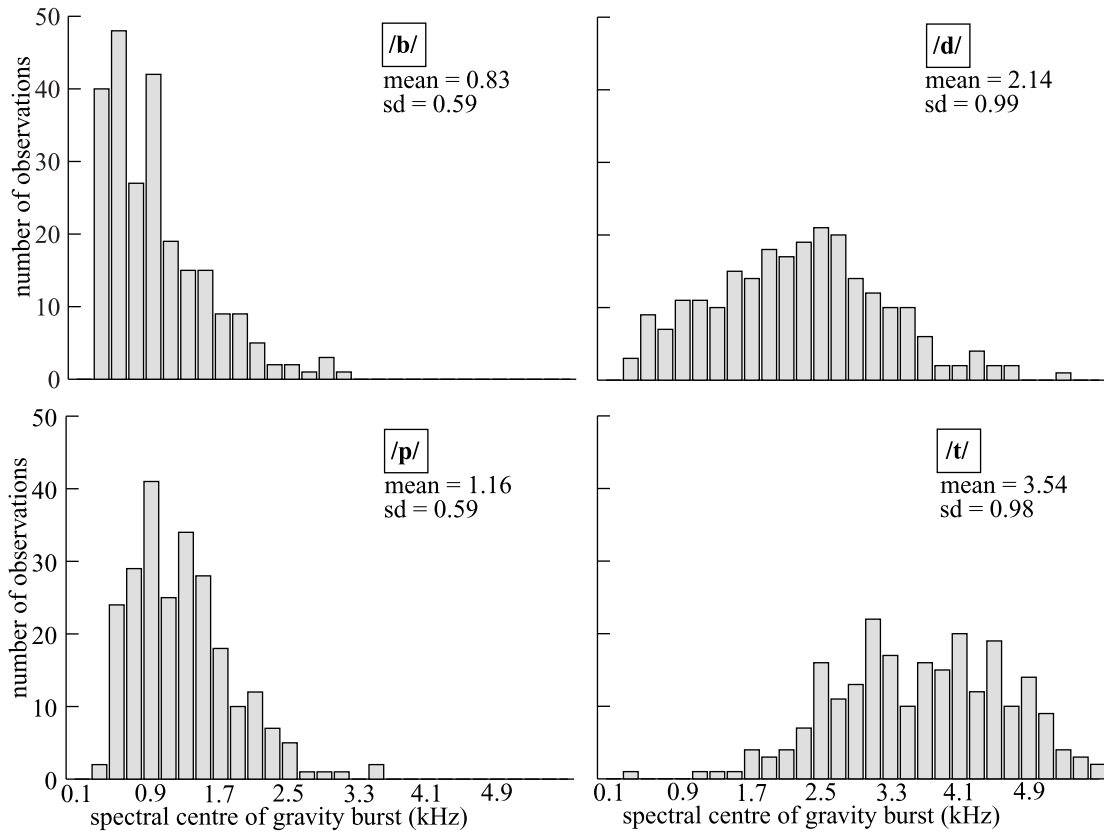 50
40
30
20
10
0
number of observations
/b/
mean = 0.83
sd = 0.59
/d/
mean = 2.14
sd = 0.99
50
40
30
20
10
0
number of observations
/p/
mean = 1.16
sd = 0.59
/t/
mean = 3.54
sd = 0.98
0.1 0.9 1.7 2.5 3.3 4.1 4.9
spectral centre of gravity burst (kHz)
0.1 0.9 1.7 2.5 3.3 4.1 4.9
spectral centre of gravity burst (kHz)